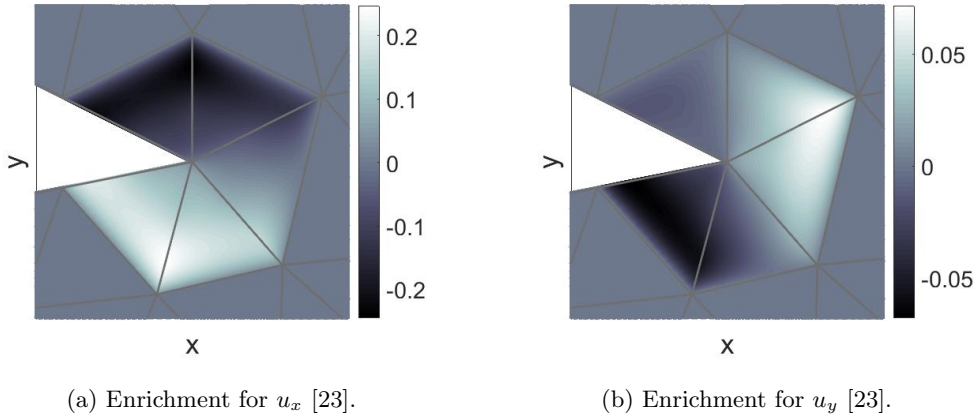 0.2
0.1
0
-0.1
-0.2
y
x
0.05
0
-0.05
y
x
(a) Enrichment for u_x [23].
(b) Enrichment for u_y [23].